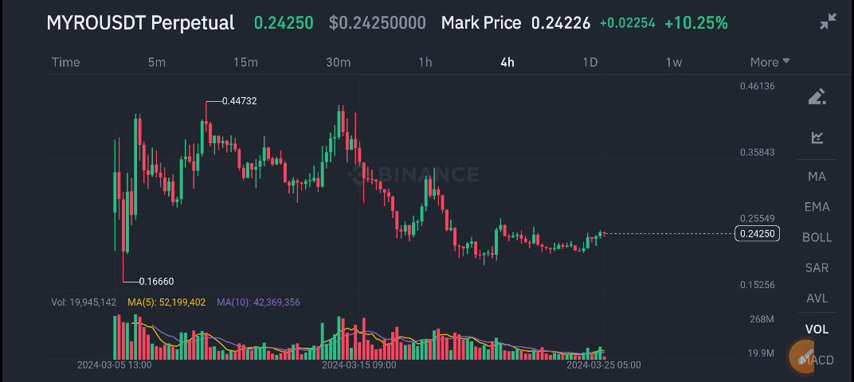 MYROUSDT Perpetual 0.24250 $0.24250000 Mark Price 0.24226 +0.02254 +10.25%
Time 5m 15m 30m 1h 4h 1D 1w More
0.46136
0.44732
0.35843
BINANCE
0.25549
0.24250
0.16660
0.15256
MA
EMA
BOLL
SAR
AVL
VOL
MACD
Vol: 19,945,142 MA(5): 52,199,402 MA(10): 42,369,356
268M
19.9M
2024-03-05 13:00 2024-03-15 09:00 2024-03-25 05:00